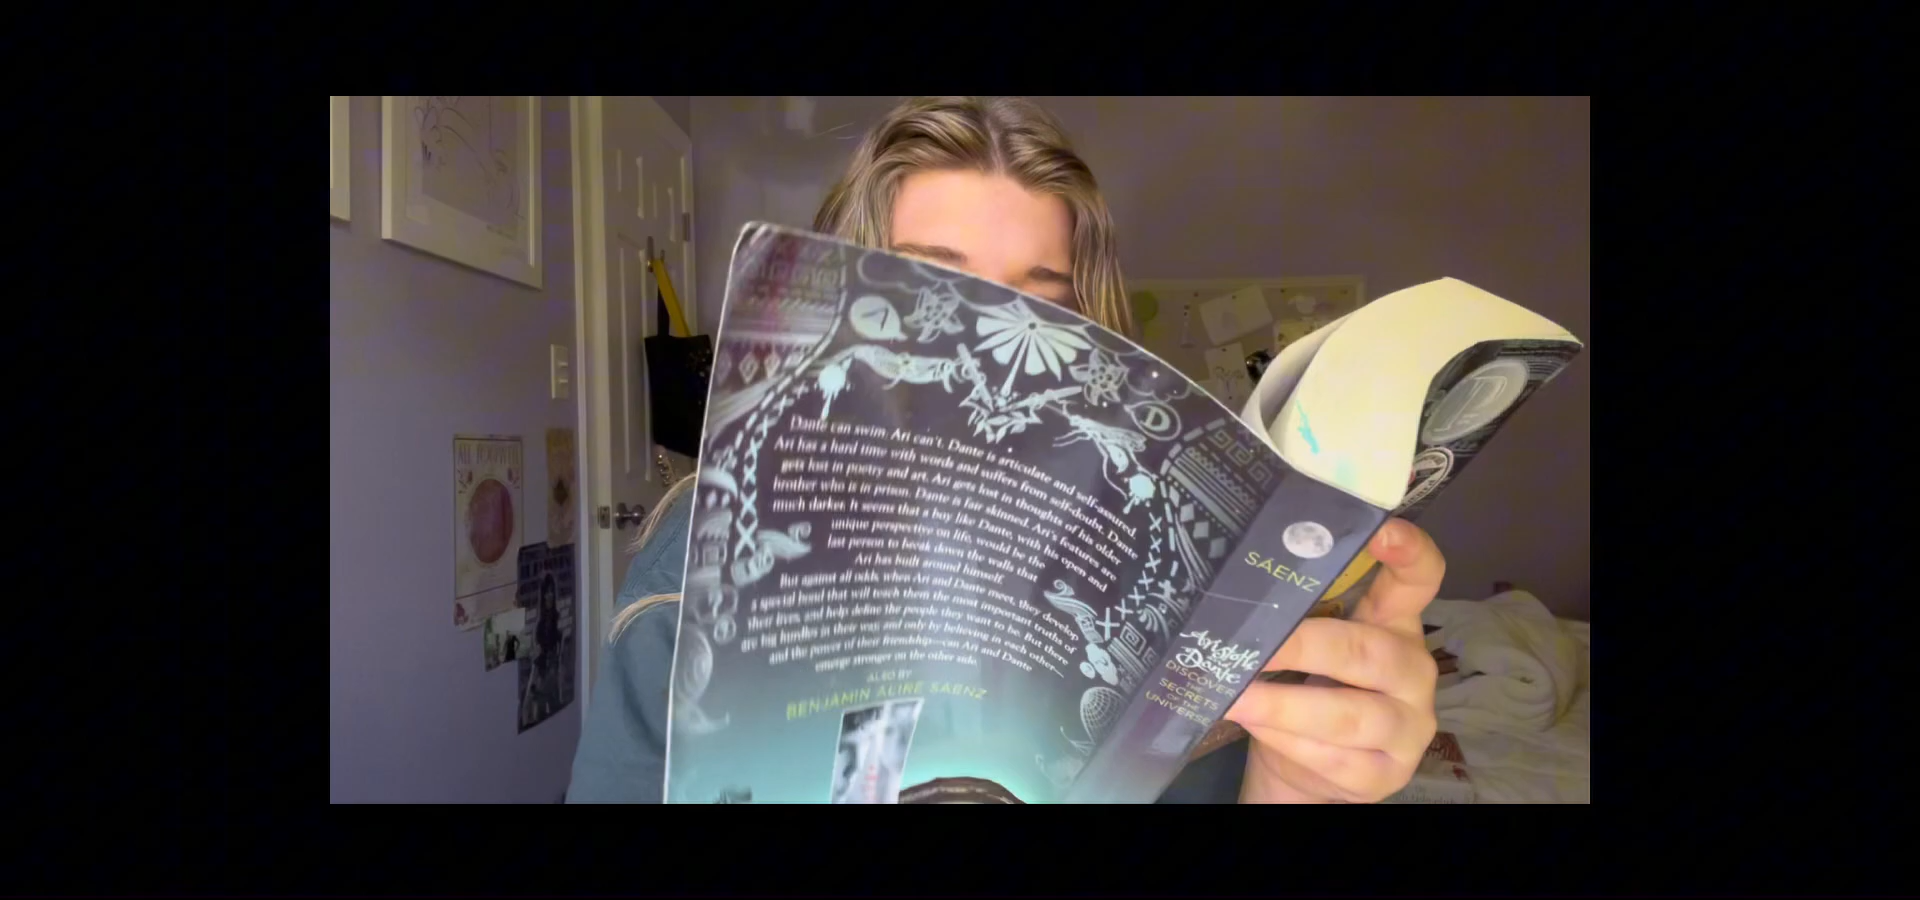 ALL
Dante can swim. Ari can't. Dante is articulate and self-assured.
Ari has a hard time with words and suffers from self-doubt. Dante
gets lost in poetry and art. Ari gets lost in thoughts of his older
brother who is in prison. Dante is fair skinned. Ari's features are
much darker. It seems that a boy like Dante, with his open and
unique perspective on life, would be the
last person to break down the walls that
Ari has built around himself.
But against all odds, when Ari and Dante meet, they develop
a special bond that will teach them the most important truths of
their lives, and help define the people they want to be. But there
are big hurdles in their way, and only by believing in each other—
and the power of their friendship—can Ari and Dante
emerge stronger on the other side.
ALSO BY
BENJAMIN ALIRE SÁENZ
D
SÁENZ
Aristotle
and
Dante
DISCOVER
THE
SECRETS
OF THE
UNIVERSE